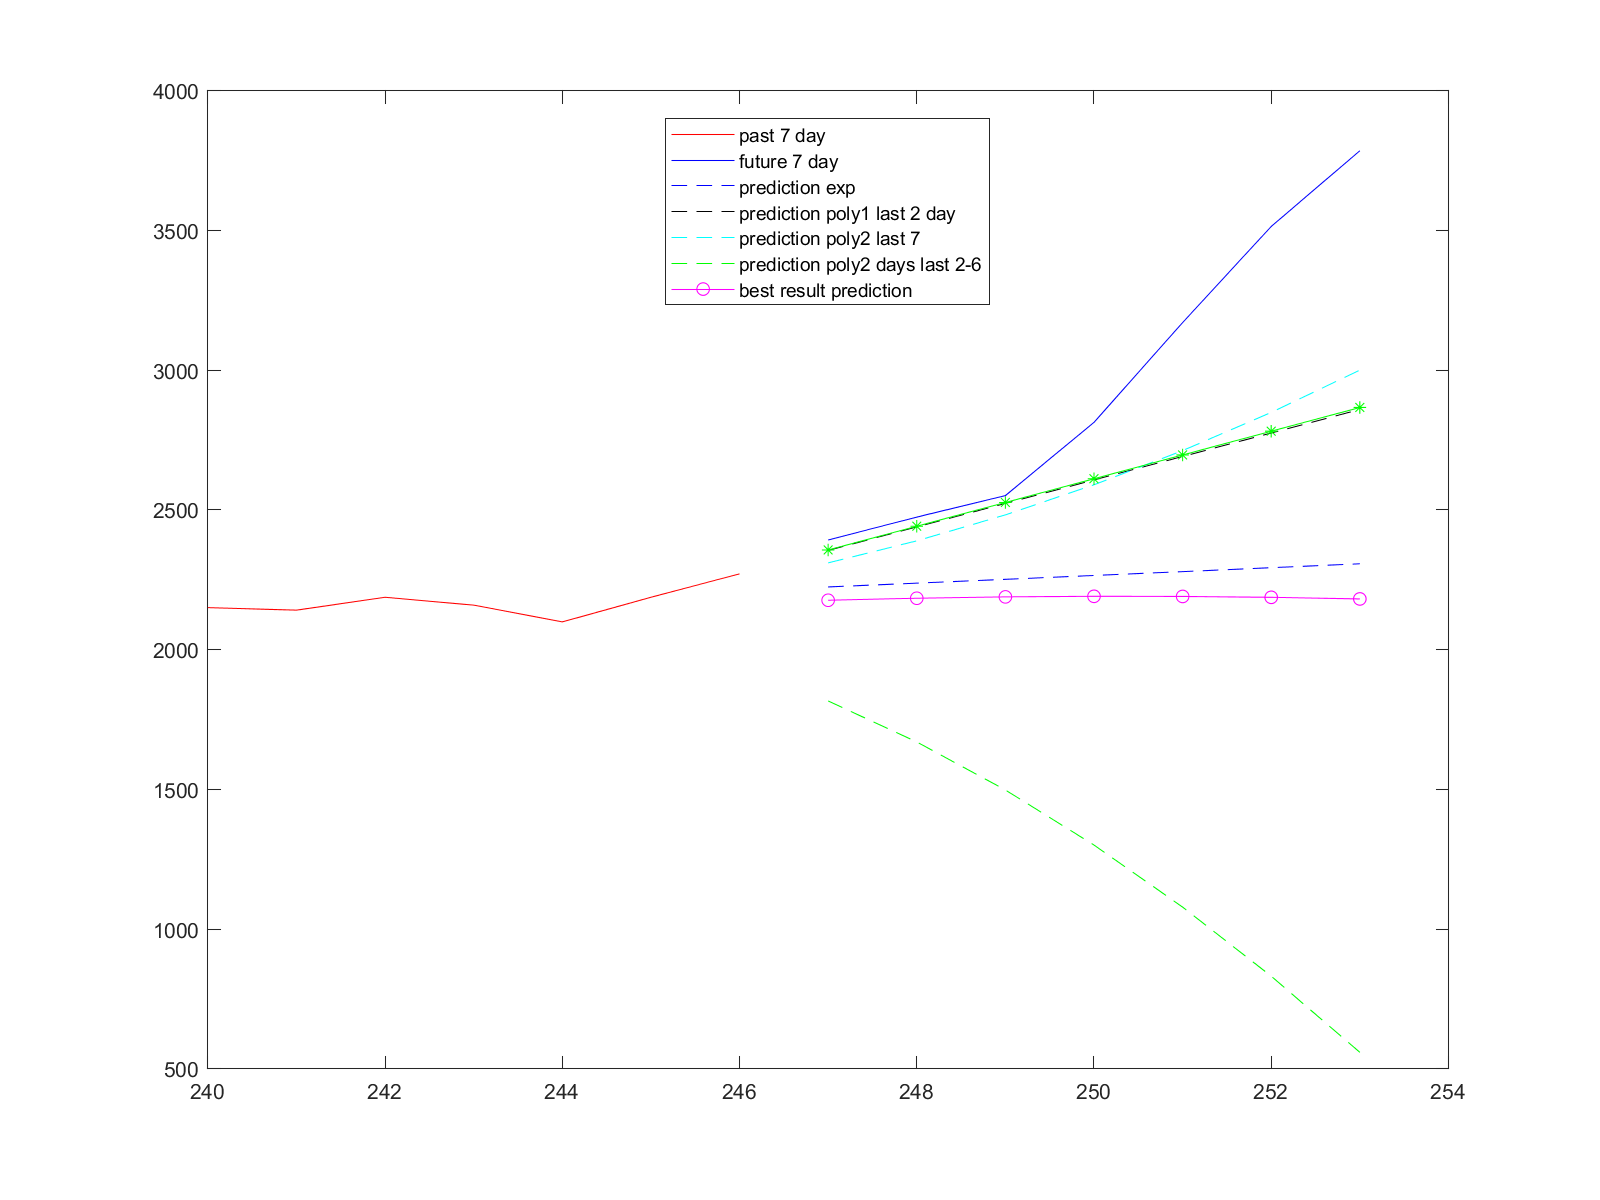 4000
3500
3000
2500
2000
1500
1000
500
past 7 day
future 7 day
prediction exp
prediction poly1 last 2 day
prediction poly2 last 7
prediction poly2 days last 2-6
best result prediction
240 242 244 246 248 250 252 254